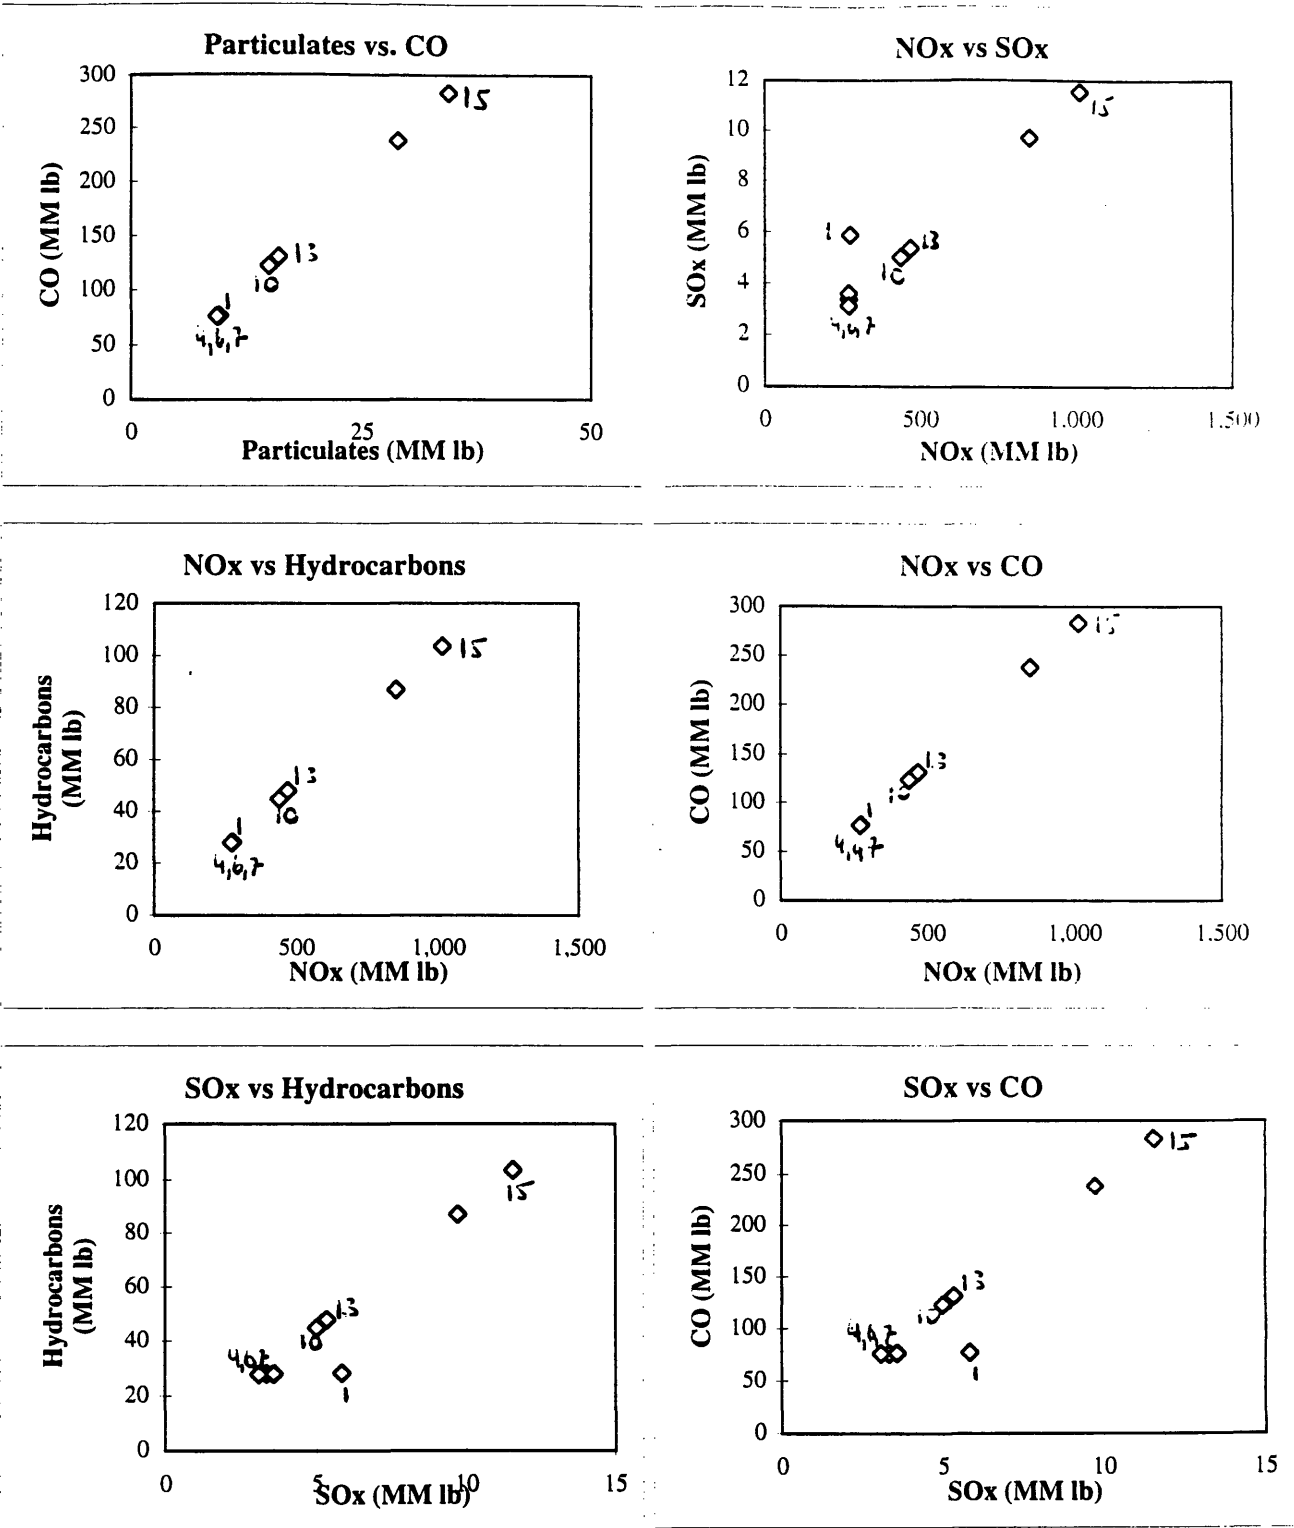 Particulates vs. CO
300
250
200
150
100
50
0
CO (MM lb)
15
13
10
1
4,6,7
0 25 50
Particulates (MM lb)
NOx vs SOx
12
10
8
6
4
2
0
SOx (MM lb)
15
1
13
10
4,6,7
0 500 1.000 1.500
NOx (MM lb)
NOx vs Hydrocarbons
120
100
80
60
40
20
0
Hydrocarbons
(MM lb)
15
13
10
1
4,6,7
0 500 1,000 1,500
NOx (MM lb)
NOx vs CO
300
250
200
150
100
50
0
CO (MM lb)
15
13
10
1
4,6,7
0 500 1.000 1.500
NOx (MM lb)
SOx vs Hydrocarbons
120
100
80
60
40
20
0
Hydrocarbons
(MM lb)
15
13
10
4,6,7
1
0 5 10 15
SOx (MM lb)
SOx vs CO
300
250
200
150
100
50
0
CO (MM lb)
15
13
10
4,6,7
1
0 5 10 15
SOx (MM lb)